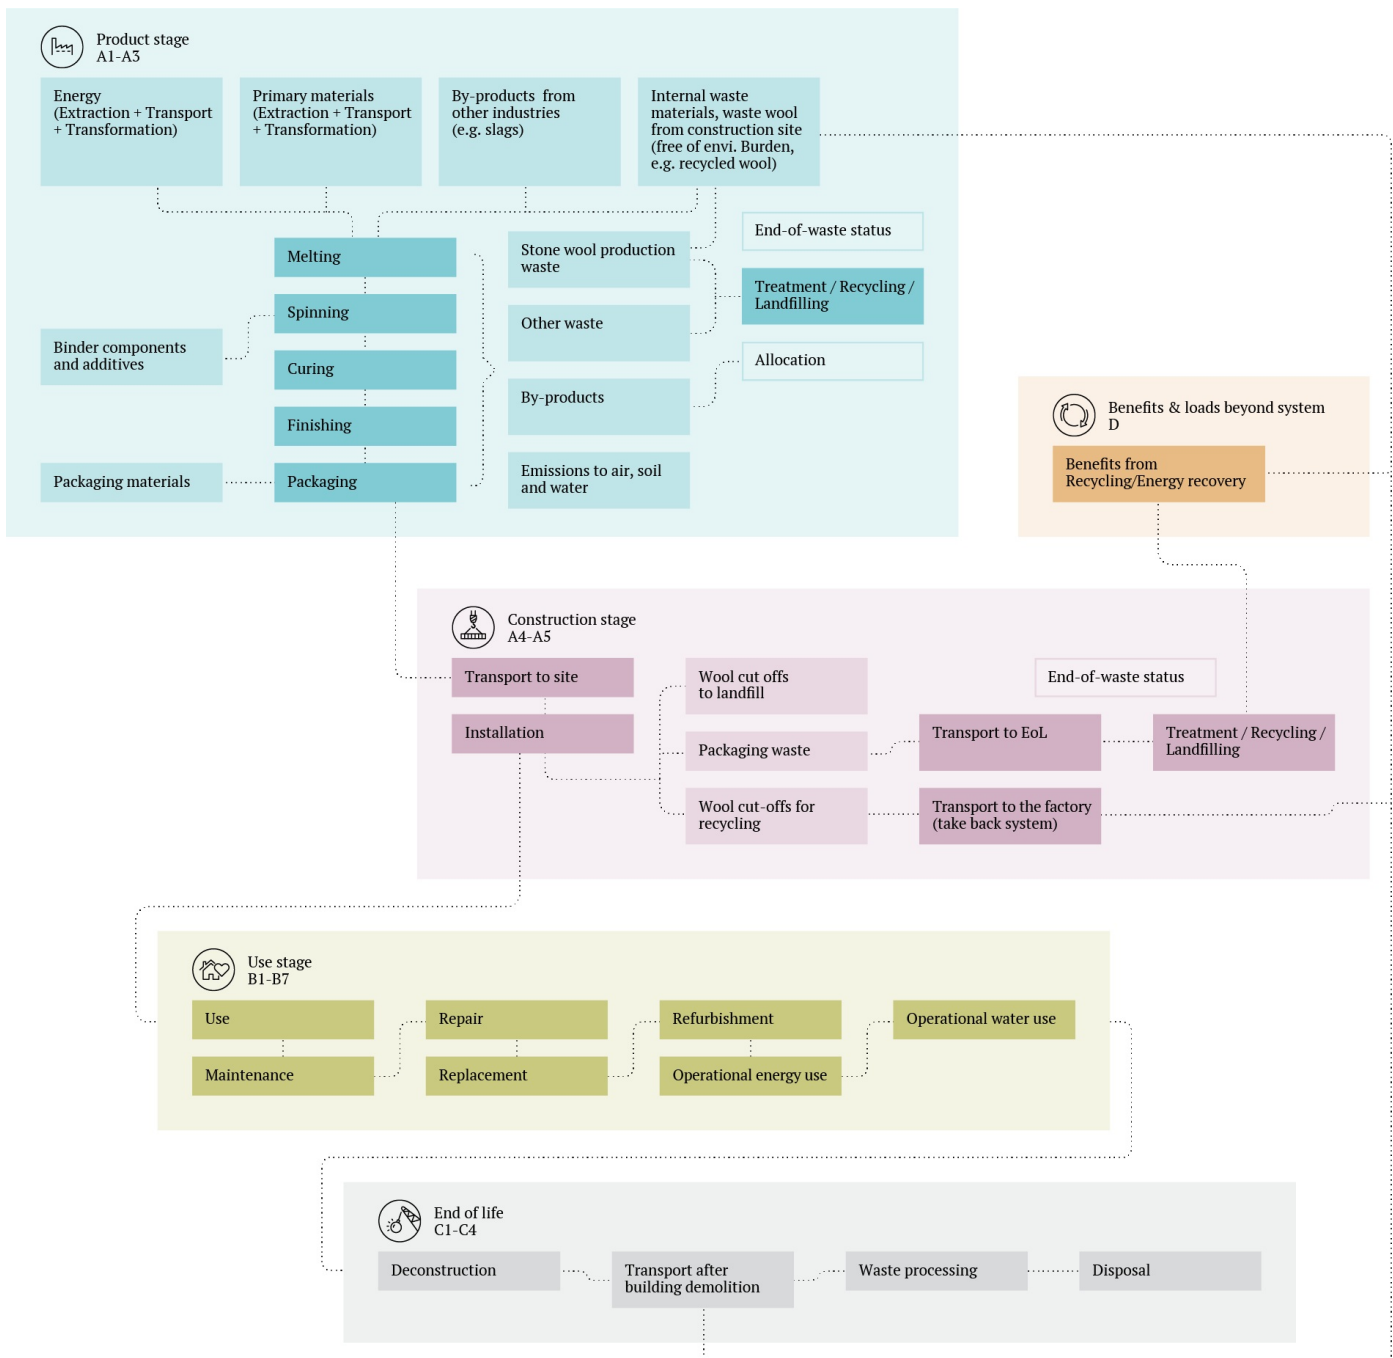 Product stage
A1-A3
Energy
(Extraction + Transport
+ Transformation)
Primary materials
(Extraction + Transport
+ Transformation)
By-products from
other industries
(e.g. slags)
Internal waste
materials, waste wool
from construction site
(free of envi. Burden,
e.g. recycled wool)
Melting
Spinning
Curing
Finishing
Packaging
Binder components
and additives
Packaging materials
Stone wool production
waste
Other waste
By-products
Emissions to air, soil
and water
End-of-waste status
Treatment / Recycling /
Landfilling
Allocation
Benefits & loads beyond system
D
Benefits from
Recycling/Energy recovery
Construction stage
A4-A5
Transport to site
Installation
Wool cut offs
to landfill
Packaging waste
Wool cut-offs for
recycling
End-of-waste status
Transport to EoL
Treatment / Recycling /
Landfilling
Transport to the factory
(take back system)
Use stage
B1-B7
Use
Maintenance
Repair
Replacement
Refurbishment
Operational energy use
Operational water use
End of life
C1-C4
Deconstruction
Transport after
building demolition
Waste processing
Disposal